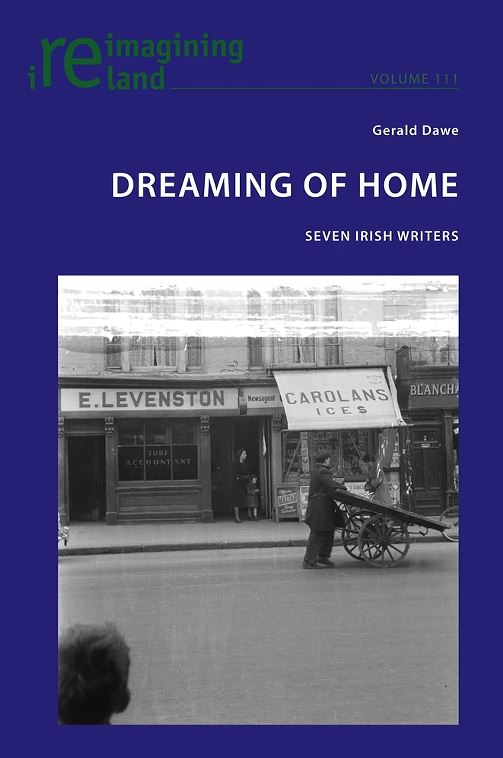 reimagining
ireland
VOLUME 111
Gerald Dawe
DREAMING OF HOME
SEVEN IRISH WRITERS
E.LEVENSTON
Newsagent
CAROLANS
ICES
BLANCHA
TURF
ACCOUNTANT